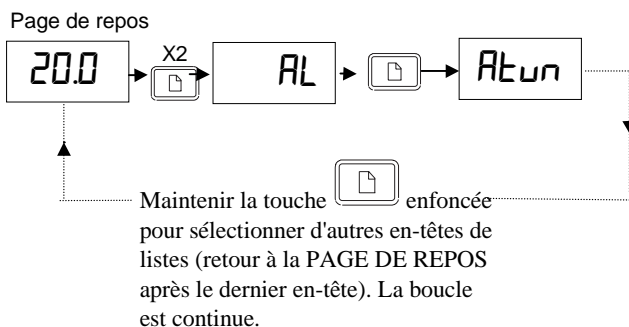 Page de repos
20.0
X2
AL
Atun
Maintenir la touche enfoncée
pour sélectionner d'autres en-têtes de
listes (retour à la PAGE DE REPOS
après le dernier en-tête). La boucle
est continue.